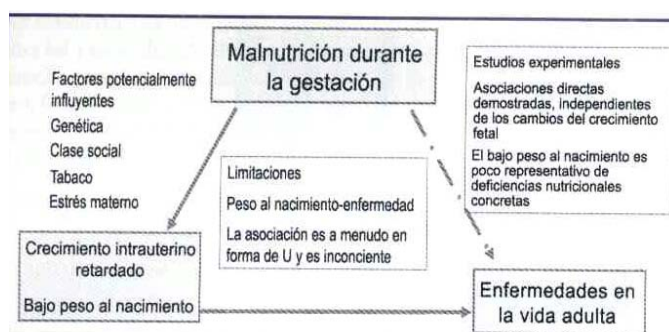 Malnutrición durante
la gestación
Factores potencialmente
influyentes
Genética
Clase social
Tabaco
Estrés materno
Estudios experimentales
Asociaciones directas
demostradas, independientes
de los cambios del crecimiento
fetal
El bajo peso al nacimiento es
poco representativo de
deficiencias nutricionales
concretas
Limitaciones
Peso al nacimiento-enfermedad
La asociación es a menudo en
forma de U y es inconciente
Crecimiento intrauterino
retardado
Bajo peso al nacimiento
Enfermedades en
la vida adulta